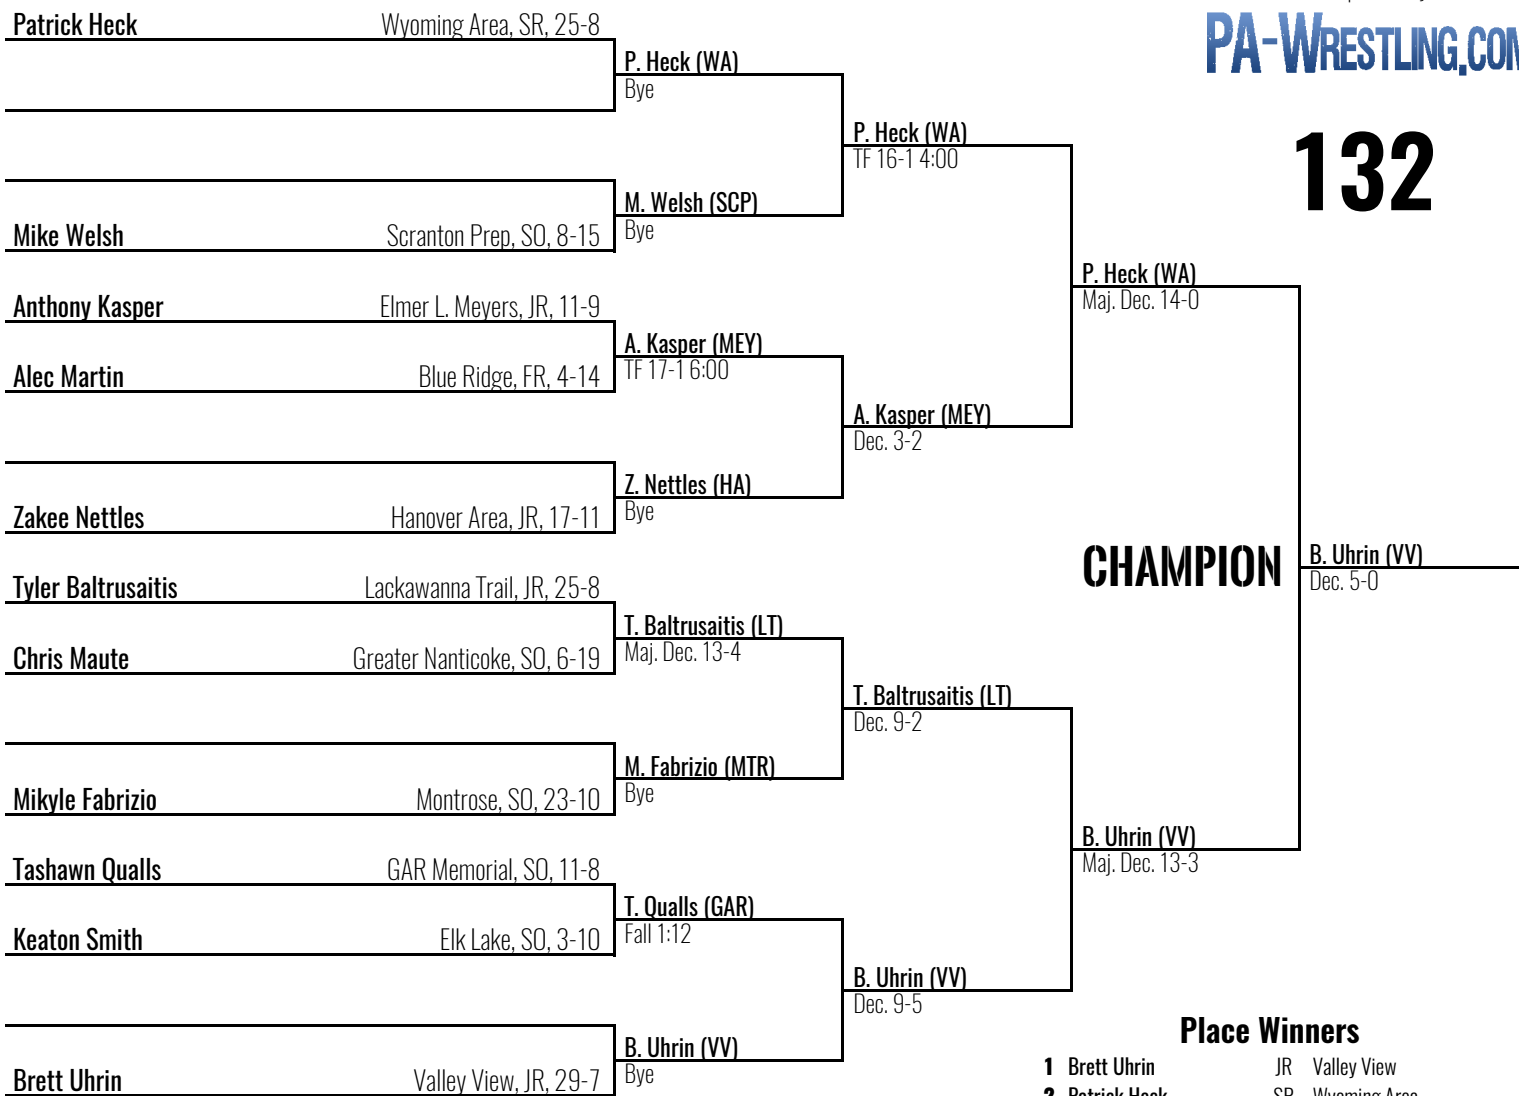 Patrick Heck Wyoming Area, SR, 25-8
P. Heck (WA)
Bye
PA-WRESTLING.COM
132
P. Heck (WA)
TF 16-1 4:00
M. Welsh (SCP)
Bye
Mike Welsh Scranton Prep, SO, 8-15
P. Heck (WA)
Maj. Dec. 14-0
Anthony Kasper Elmer L. Meyers, JR, 11-9
A. Kasper (MEY)
TF 17-1 6:00
Alec Martin Blue Ridge, FR, 4-14
A. Kasper (MEY)
Dec. 3-2
Z. Nettles (HA)
Bye
Zakee Nettles Hanover Area, JR, 17-11
CHAMPION
B. Uhrin (VV)
Dec. 5-0
Tyler Baltrusaitis Lackawanna Trail, JR, 25-8
T. Baltrusaitis (LT)
Maj. Dec. 13-4
Chris Maute Greater Nanticoke, SO, 6-19
T. Baltrusaitis (LT)
Dec. 9-2
M. Fabrizio (MTR)
Bye
Mikyle Fabrizio Montrose, SO, 23-10
B. Uhrin (VV)
Maj. Dec. 13-3
Tashawn Qualls GAR Memorial, SO, 11-8
T. Qualls (GAR)
Fall 1:12
Keaton Smith Elk Lake, SO, 3-10
B. Uhrin (VV)
Dec. 9-5
Place Winners
B. Uhrin (VV)
Bye
1 Brett Uhrin JR Valley View
Brett Uhrin Valley View, JR, 29-7
2 Patrick Heck SR Wyoming Area